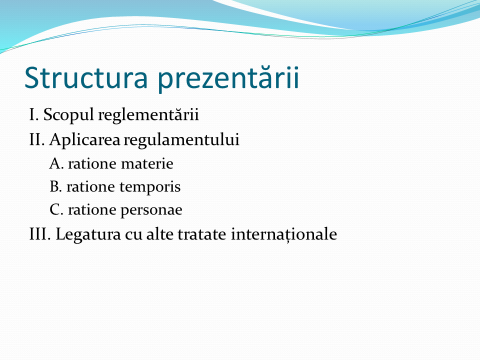 Structura prezentării
I. Scopul reglementării
II. Aplicarea regulamentului
A. ratione materie
B. ratione temporis
C. ratione personae
III. Legatura cu alte tratate internaționale